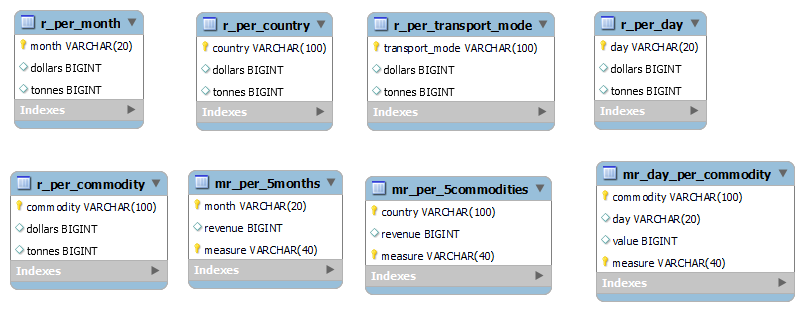 r_per_month
month VARCHAR(20)
dollars BIGINT
tonnes BIGINT
Indexes
r_per_country
country VARCHAR(100)
dollars BIGINT
tonnes BIGINT
Indexes
r_per_transport_mode
transport_mode VARCHAR(100)
dollars BIGINT
tonnes BIGINT
Indexes
r_per_day
day VARCHAR(20)
dollars BIGINT
tonnes BIGINT
Indexes
r_per_commodity
commodity VARCHAR(100)
dollars BIGINT
tonnes BIGINT
Indexes
mr_per_5months
month VARCHAR(20)
revenue BIGINT
measure VARCHAR(40)
Indexes
mr_per_5commodities
country VARCHAR(100)
revenue BIGINT
measure VARCHAR(40)
Indexes
mr_day_per_commodity
commodity VARCHAR(100)
day VARCHAR(20)
value BIGINT
measure VARCHAR(40)
Indexes